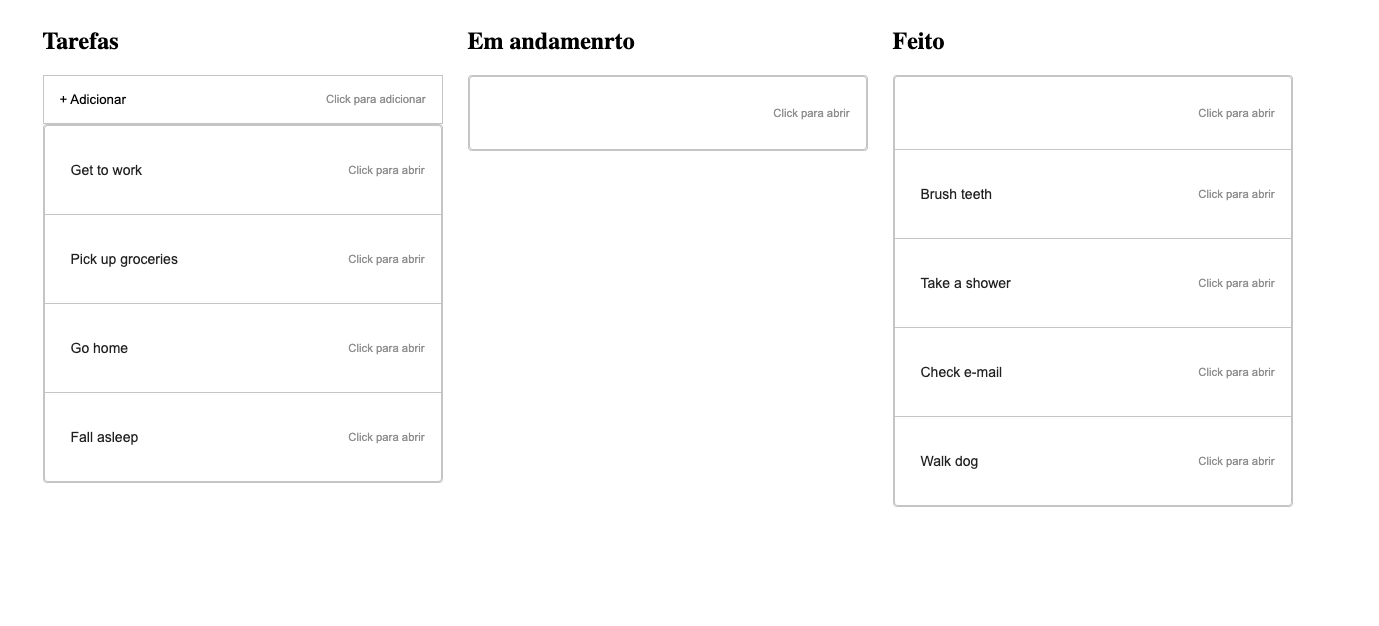 Tarefas
+ Adicionar Click para adicionar
Get to work Click para abrir
Pick up groceries Click para abrir
Go home Click para abrir
Fall asleep Click para abrir
Em andamenrto
Click para abrir
Feito
Click para abrir
Brush teeth Click para abrir
Take a shower Click para abrir
Check e-mail Click para abrir
Walk dog Click para abrir